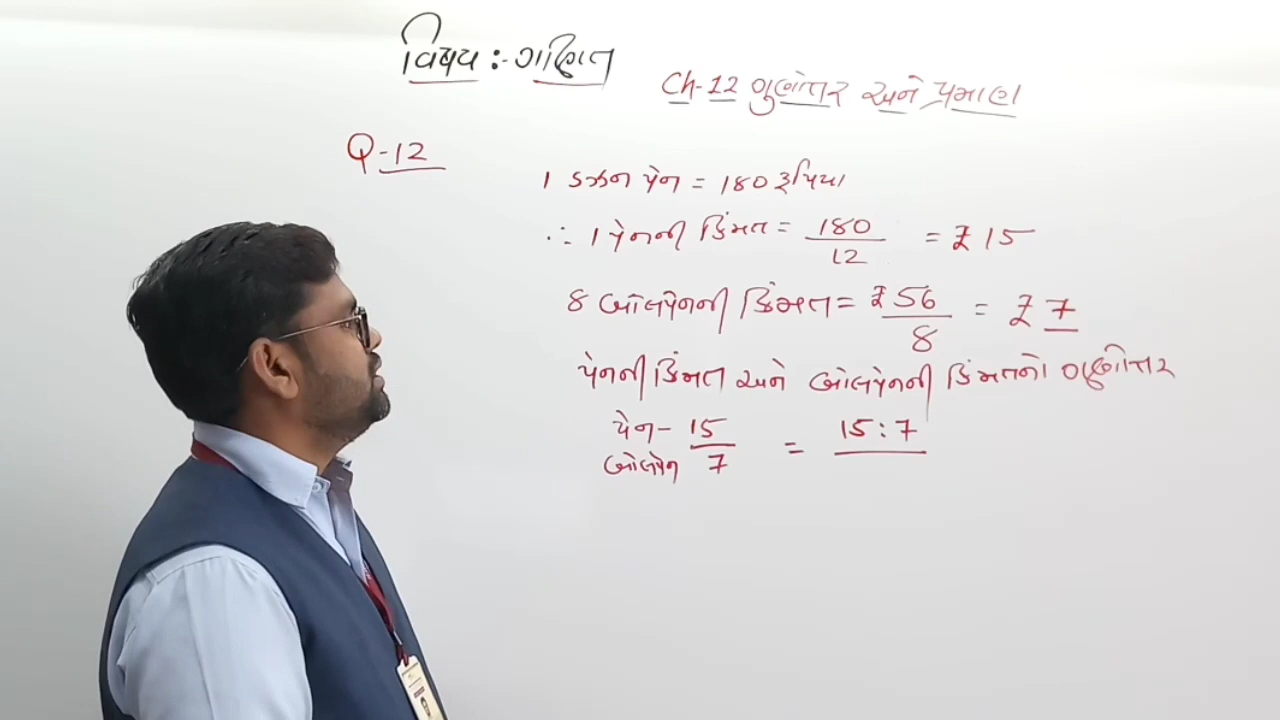 વિષય :- ગણિત
Ch-12 ગુણોત્તર અને પ્રમાણ
Q-12
1 ડઝન પેન = 180 રૂપિયા
∴ 1 પેનની કિંમત = 180/12 = ₹ 15
8 બોલપેનની કિંમત = ₹ 56/8 = ₹ 7
પેનની કિંમત અને બોલપેનની કિંમતનો ગુણોત્તર
પેન- 15/7 = 15:7
બોલપેન